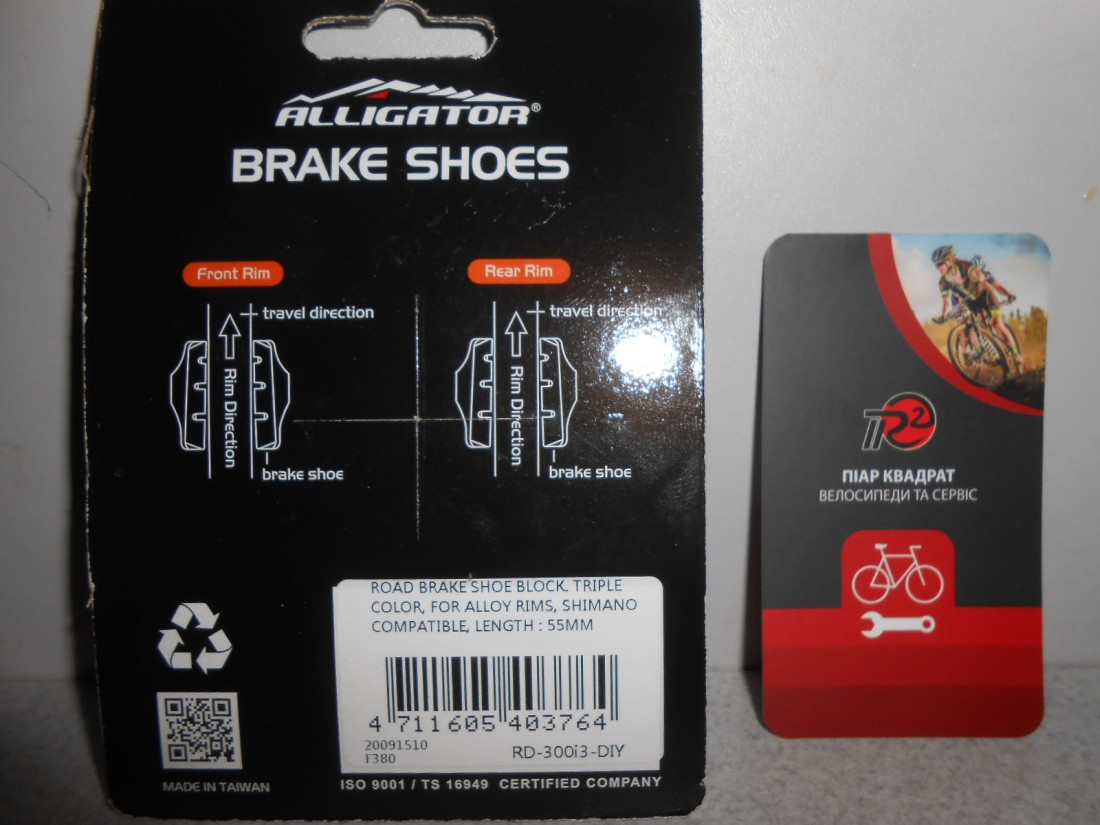 ALLIGATOR®
BRAKE SHOES
Front Rim
travel direction
Rim Direction
brake shoe
Rear Rim
travel direction
Rim Direction
brake shoe
ROAD BRAKE SHOE BLOCK. TRIPLE
COLOR, FOR ALLOY RIMS, SHIMANO
COMPATIBLE, LENGTH : 55MM
4 711605 403764
20091510
F380
RD-300i3-DIY
MADE IN TAIWAN
ISO 9001 / TS 16949 CERTIFIED COMPANY
ПR2
ПІАР КВАДРАТ
ВЕЛОСИПЕДИ ТА СЕРВІС